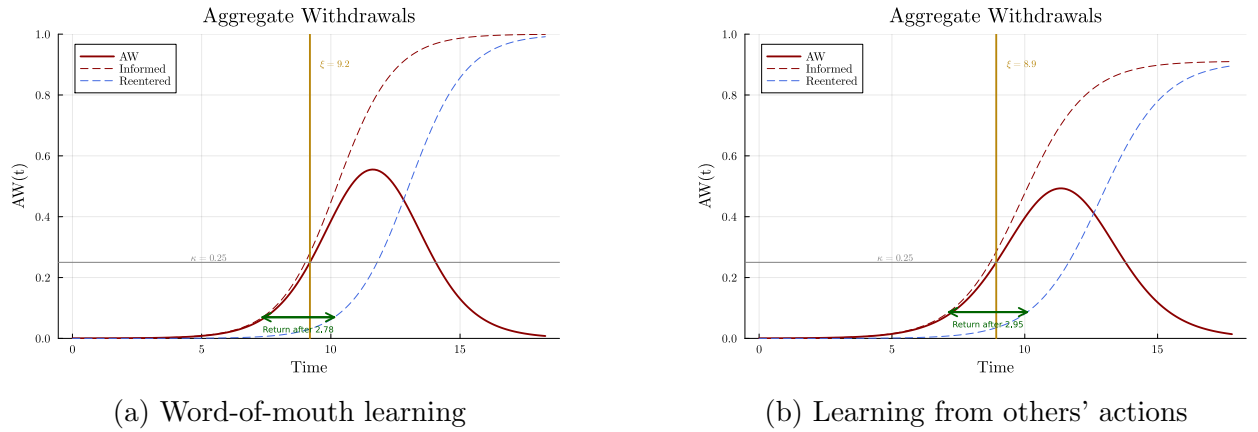 Aggregate Withdrawals
AW
Informed
Reentered
ξ = 9.2
κ = 0.25
Return after 2.78
AW(t)
1.0
0.8
0.6
0.4
0.2
0.0
0
5
10
15
Time
(a) Word-of-mouth learning
Aggregate Withdrawals
AW
Informed
Reentered
ξ = 8.9
κ = 0.25
Return after 2.95
AW(t)
1.0
0.8
0.6
0.4
0.2
0.0
0
5
10
15
Time
(b) Learning from others' actions